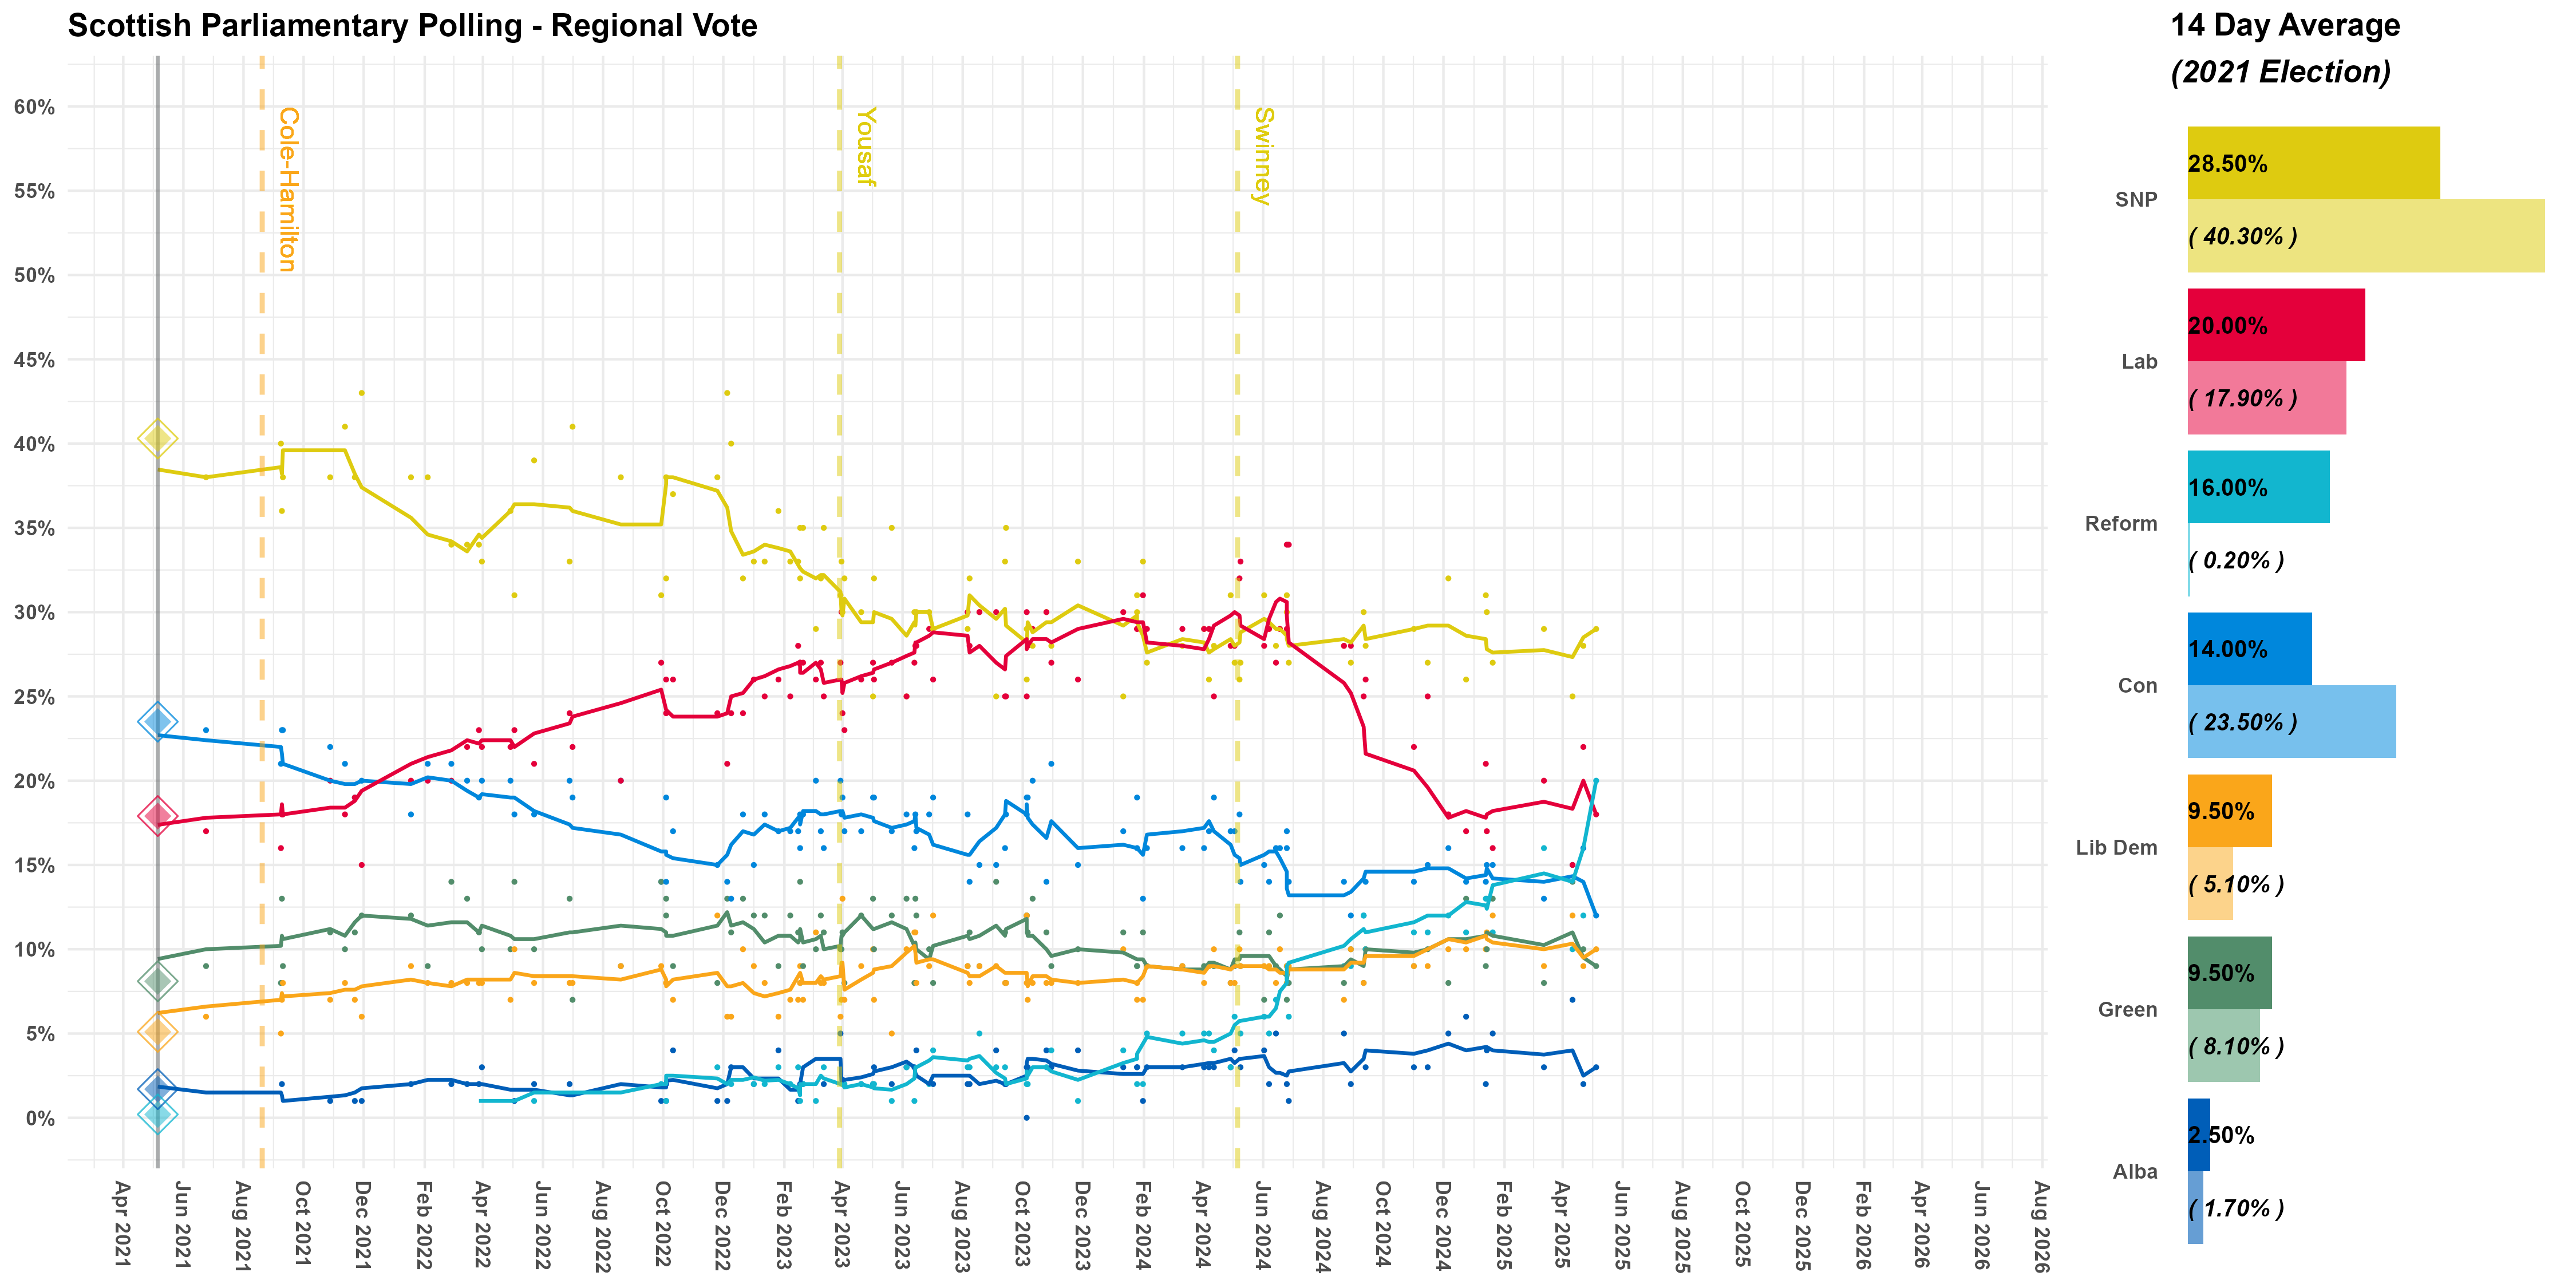 Scottish Parliamentary Polling - Regional Vote
14 Day Average
(2021 Election)
60%
55%
50%
45%
40%
35%
30%
25%
20%
15%
10%
5%
0%
Cole-Hamilton
Yousaf
Swinney
Apr 2021
Jun 2021
Aug 2021
Oct 2021
Dec 2021
Feb 2022
Apr 2022
Jun 2022
Aug 2022
Oct 2022
Dec 2022
Feb 2023
Apr 2023
Jun 2023
Aug 2023
Oct 2023
Dec 2023
Feb 2024
Apr 2024
Jun 2024
Aug 2024
Oct 2024
Dec 2024
Feb 2025
Apr 2025
Jun 2025
Aug 2025
Oct 2025
Dec 2025
Feb 2026
Apr 2026
Jun 2026
Aug 2026
SNP
28.50%
( 40.30% )
Lab
20.00%
( 17.90% )
Reform
16.00%
( 0.20% )
Con
14.00%
( 23.50% )
Lib Dem
9.50%
( 5.10% )
Green
9.50%
( 8.10% )
Alba
2.50%
( 1.70% )